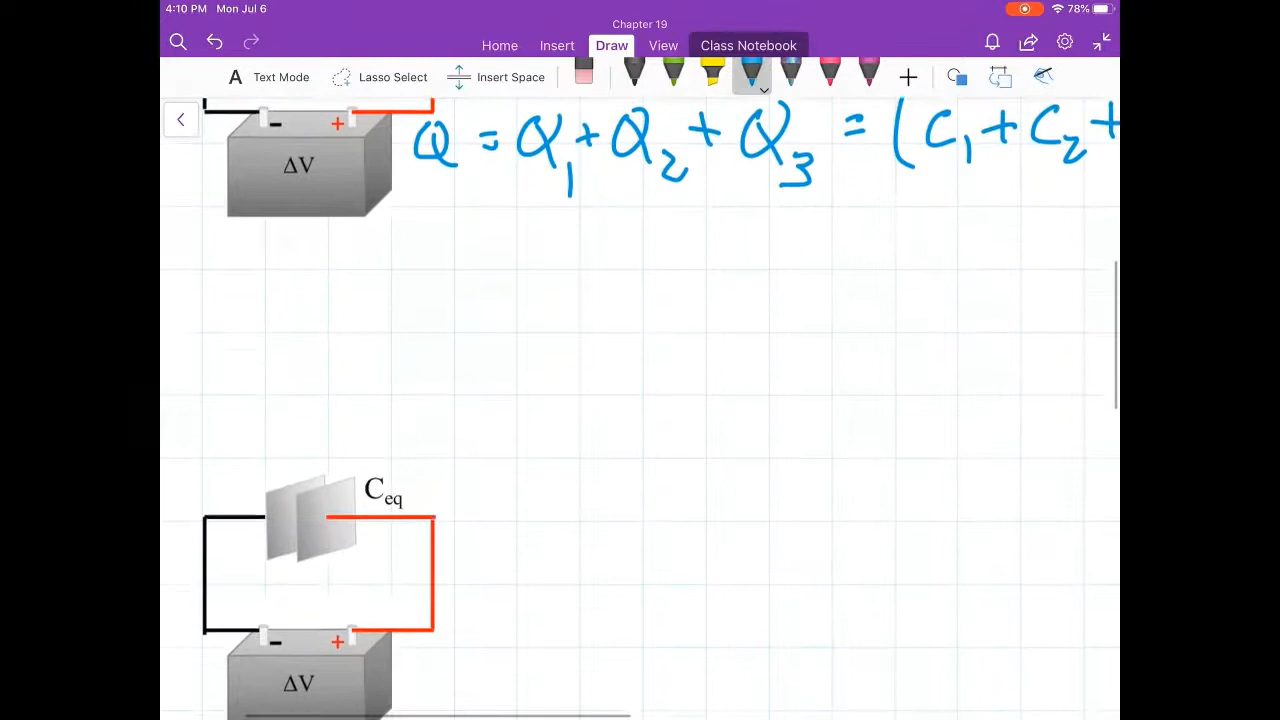 4:10 PM Mon Jul 6
78%
Chapter 19
Home Insert Draw View Class Notebook
A Text Mode Lasso Select Insert Space
- +
ΔV
Q = Q₁ + Q₂ + Q₃ = (C₁ + C₂ +
C_eq
- +
ΔV